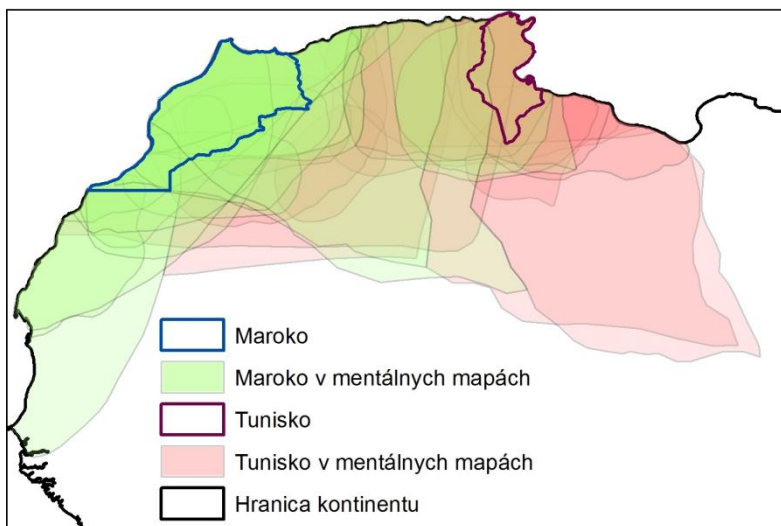 Maroko
Maroko v mentálnych mapách
Tunisko
Tunisko v mentálnych mapách
Hranica kontinentu